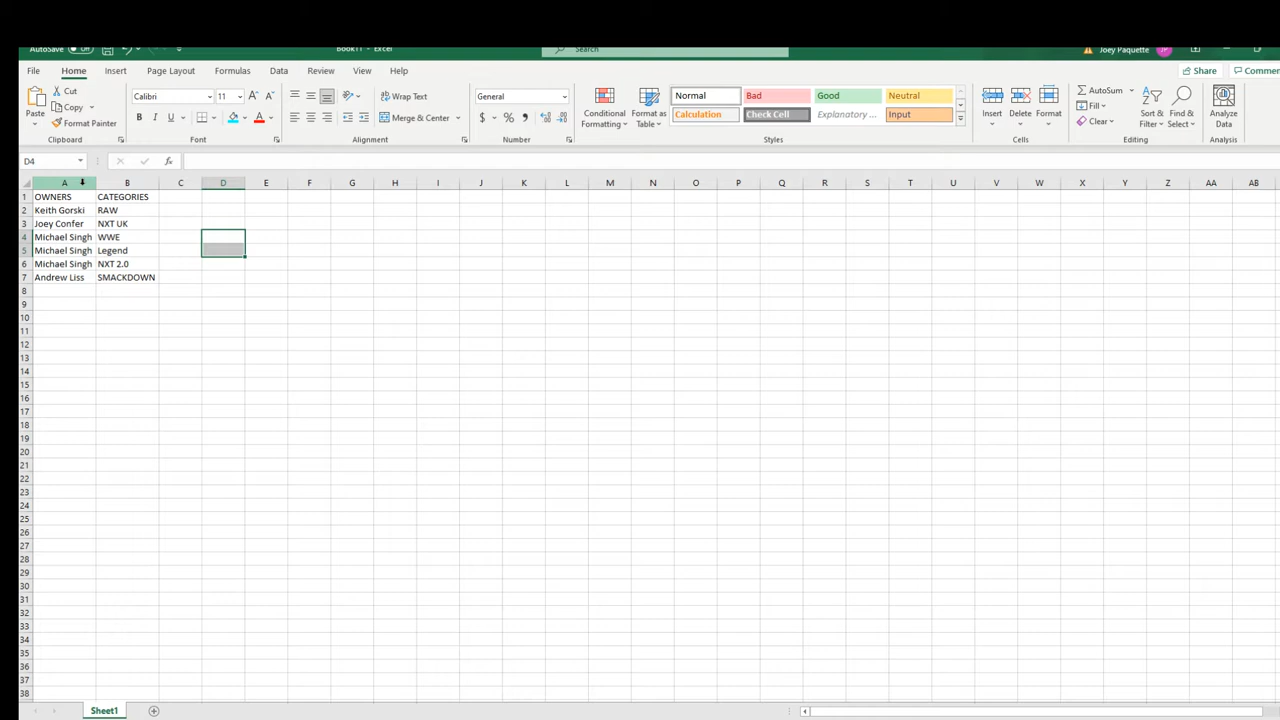 AutoSave Off Book11 - Excel Search Joey Paquette JP
File Home Insert Page Layout Formulas Data Review View Help Share Commen
Cut
Copy
Format Painter
Paste
Clipboard
Calibri 11
B I U
Font
Wrap Text
Merge & Center
Alignment
General
$ % ,
Number
Conditional Formatting
Format as Table
Normal Bad Good Neutral
Calculation Check Cell Explanatory ... Input
Styles
Insert Delete Format
Cells
AutoSum
Fill
Clear
Sort & Filter
Find & Select
Editing
Analyze Data
Analysis
D4 fx
A B C D E F G H I J K L M N O P Q R S T U V W X Y Z AA AB
1 OWNERS CATEGORIES
2 Keith Gorski RAW
3 Joey Confer NXT UK
4 Michael Singh WWE
5 Michael Singh Legend
6 Michael Singh NXT 2.0
7 Andrew Liss SMACKDOWN
8
9
10
11
12
13
14
15
16
17
18
19
20
21
22
23
24
25
26
27
28
29
30
31
32
33
34
35
36
37
38
Sheet1